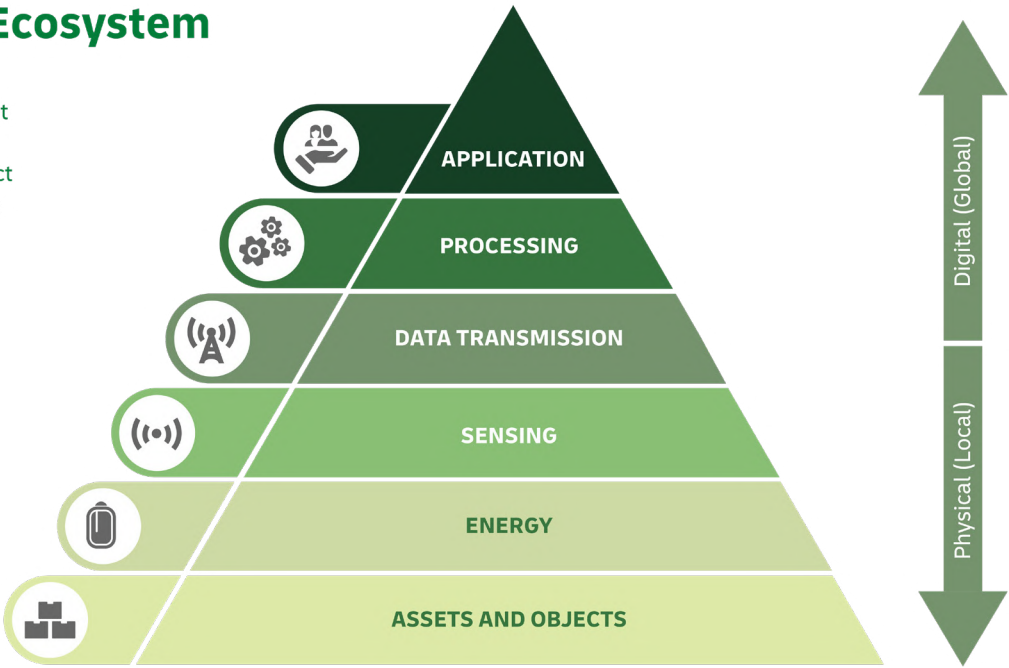 Ecosystem
t
ct
APPLICATION
PROCESSING
DATA TRANSMISSION
SENSING
ENERGY
ASSETS AND OBJECTS
Digital (Global)
Physical (Local)